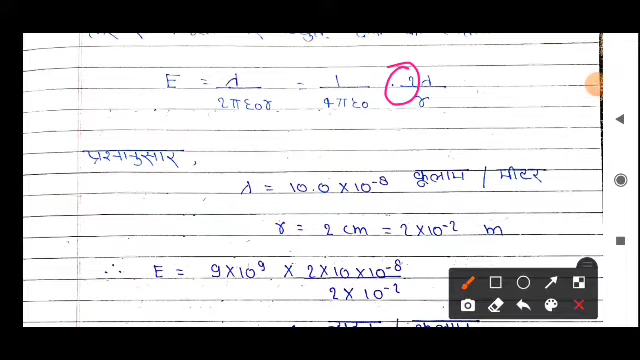 E = λ / 2πε0r = 1 / 4πε0 · 2λ / r
प्रश्नानुसार,
λ = 10.0 × 10⁻⁸ कूलाम / मीटर
r = 2 cm = 2 × 10⁻² m
∴ E = 9 × 10⁹ × 2 × 10 × 10⁻⁸ / 2 × 10⁻²